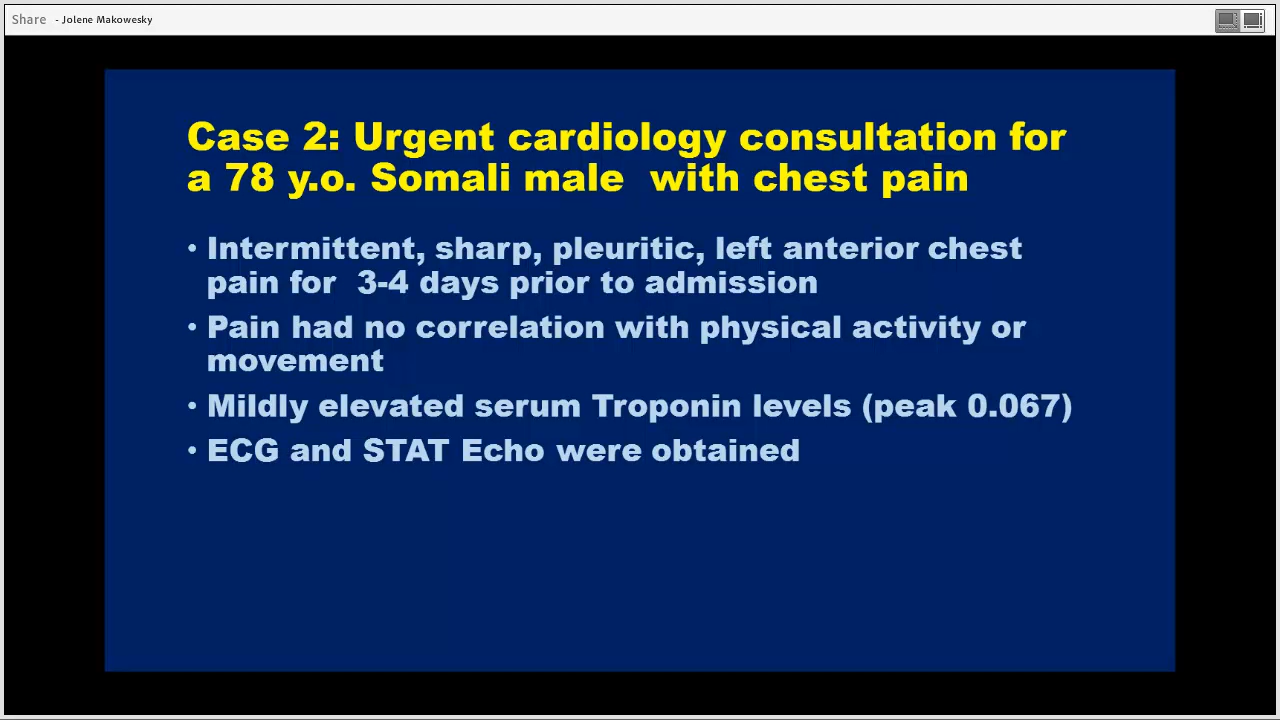 Share - Jolene Makowesky
Case 2: Urgent cardiology consultation for
a 78 y.o. Somali male with chest pain
• Intermittent, sharp, pleuritic, left anterior chest
pain for 3-4 days prior to admission
• Pain had no correlation with physical activity or
movement
• Mildly elevated serum Troponin levels (peak 0.067)
• ECG and STAT Echo were obtained